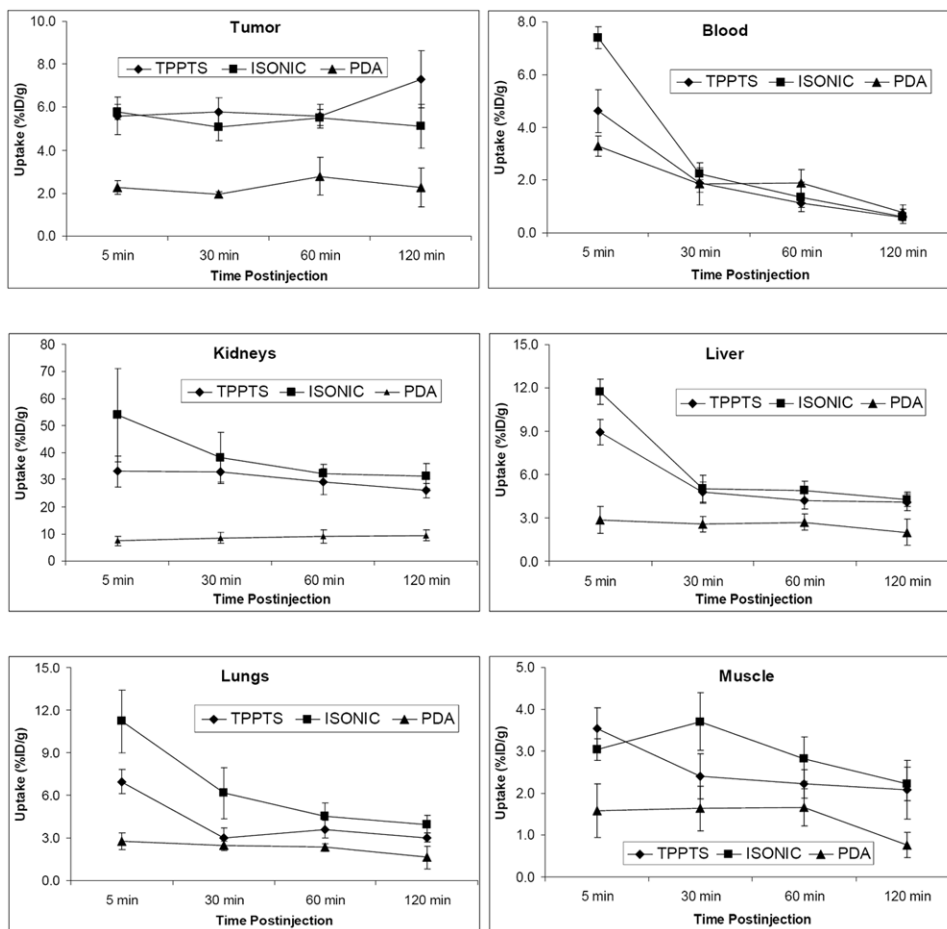 Tumor
TPPTS ISONIC PDA
Uptake (%ID/g)
10.0
8.0
6.0
4.0
2.0
0.0
5 min 30 min 60 min 120 min
Time Postinjection
Blood
TPPTS ISONIC PDA
Uptake (%ID/g)
8.0
6.0
4.0
2.0
0.0
5 min 30 min 60 min 120 min
Time Postinjection
Kidneys
TPPTS ISONIC PDA
Uptake (%ID/g)
80
70
60
50
40
30
20
10
0
5 min 30 min 60 min 120 min
Time Postinjection
Liver
TPPTS ISONIC PDA
Uptake (%ID/g)
15.0
12.0
9.0
6.0
3.0
0.0
5 min 30 min 60 min 120 min
Time Postinjection
Lungs
TPPTS ISONIC PDA
Uptake (%ID/g)
15.0
12.0
9.0
6.0
3.0
0.0
5 min 30 min 60 min 120 min
Time Postinjection
Muscle
Uptake (%ID/g)
5.0
4.0
3.0
2.0
1.0
0.0
TPPTS ISONIC PDA
5 min 30 min 60 min 120 min
Time Postinjection